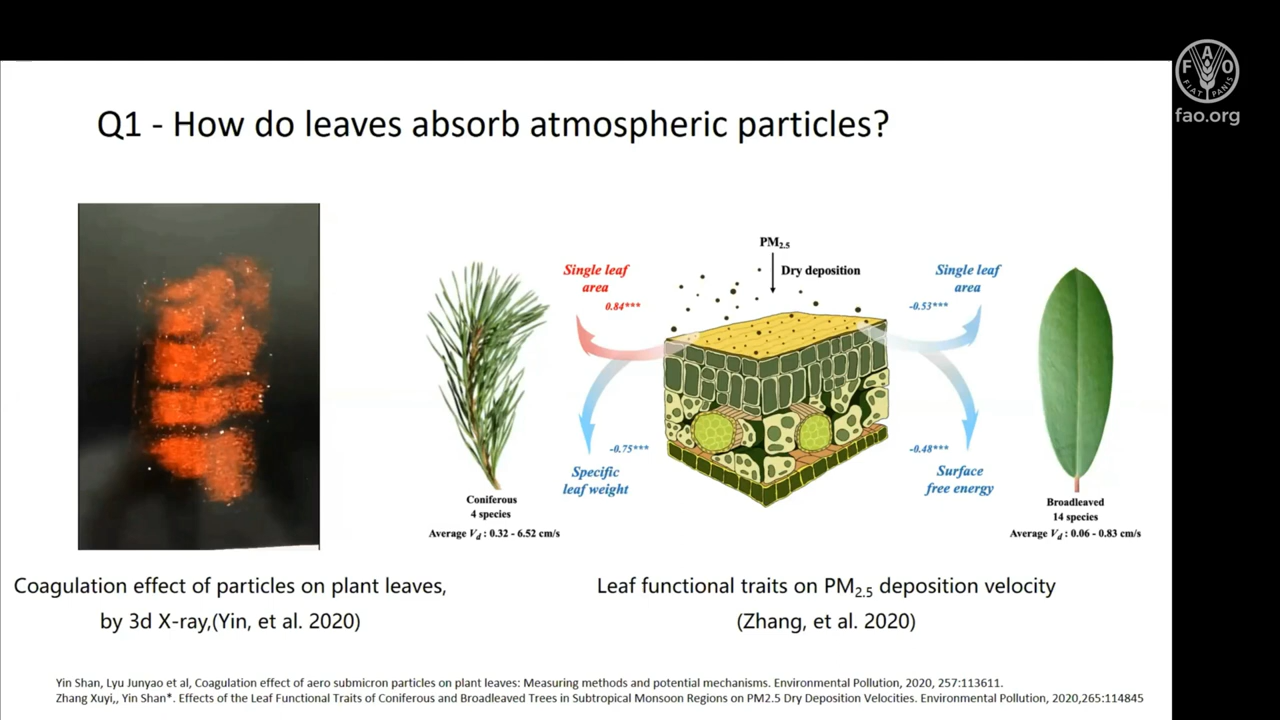 F A O
FIAT PANIS
fao.org
Q1 - How do leaves absorb atmospheric particles?
PM2.5
Dry deposition
Single leaf
area
0.84***
-0.75***
Specific
leaf weight
Single leaf
area
-0.53***
-0.48***
Surface
free energy
Coniferous
4 species
Average Vd : 0.32 - 6.52 cm/s
Broadleaved
14 species
Average Vd : 0.06 - 0.83 cm/s
Coagulation effect of particles on plant leaves,
by 3d X-ray,(Yin, et al. 2020)
Leaf functional traits on PM2.5 deposition velocity
(Zhang, et al. 2020)
Yin Shan, Lyu Junyao et al, Coagulation effect of aero submicron particles on plant leaves: Measuring methods and potential mechanisms. Environmental Pollution, 2020, 257:113611.
Zhang Xuyi,, Yin Shan*. Effects of the Leaf Functional Traits of Coniferous and Broadleaved Trees in Subtropical Monsoon Regions on PM2.5 Dry Deposition Velocities. Environmental Pollution, 2020,265:114845